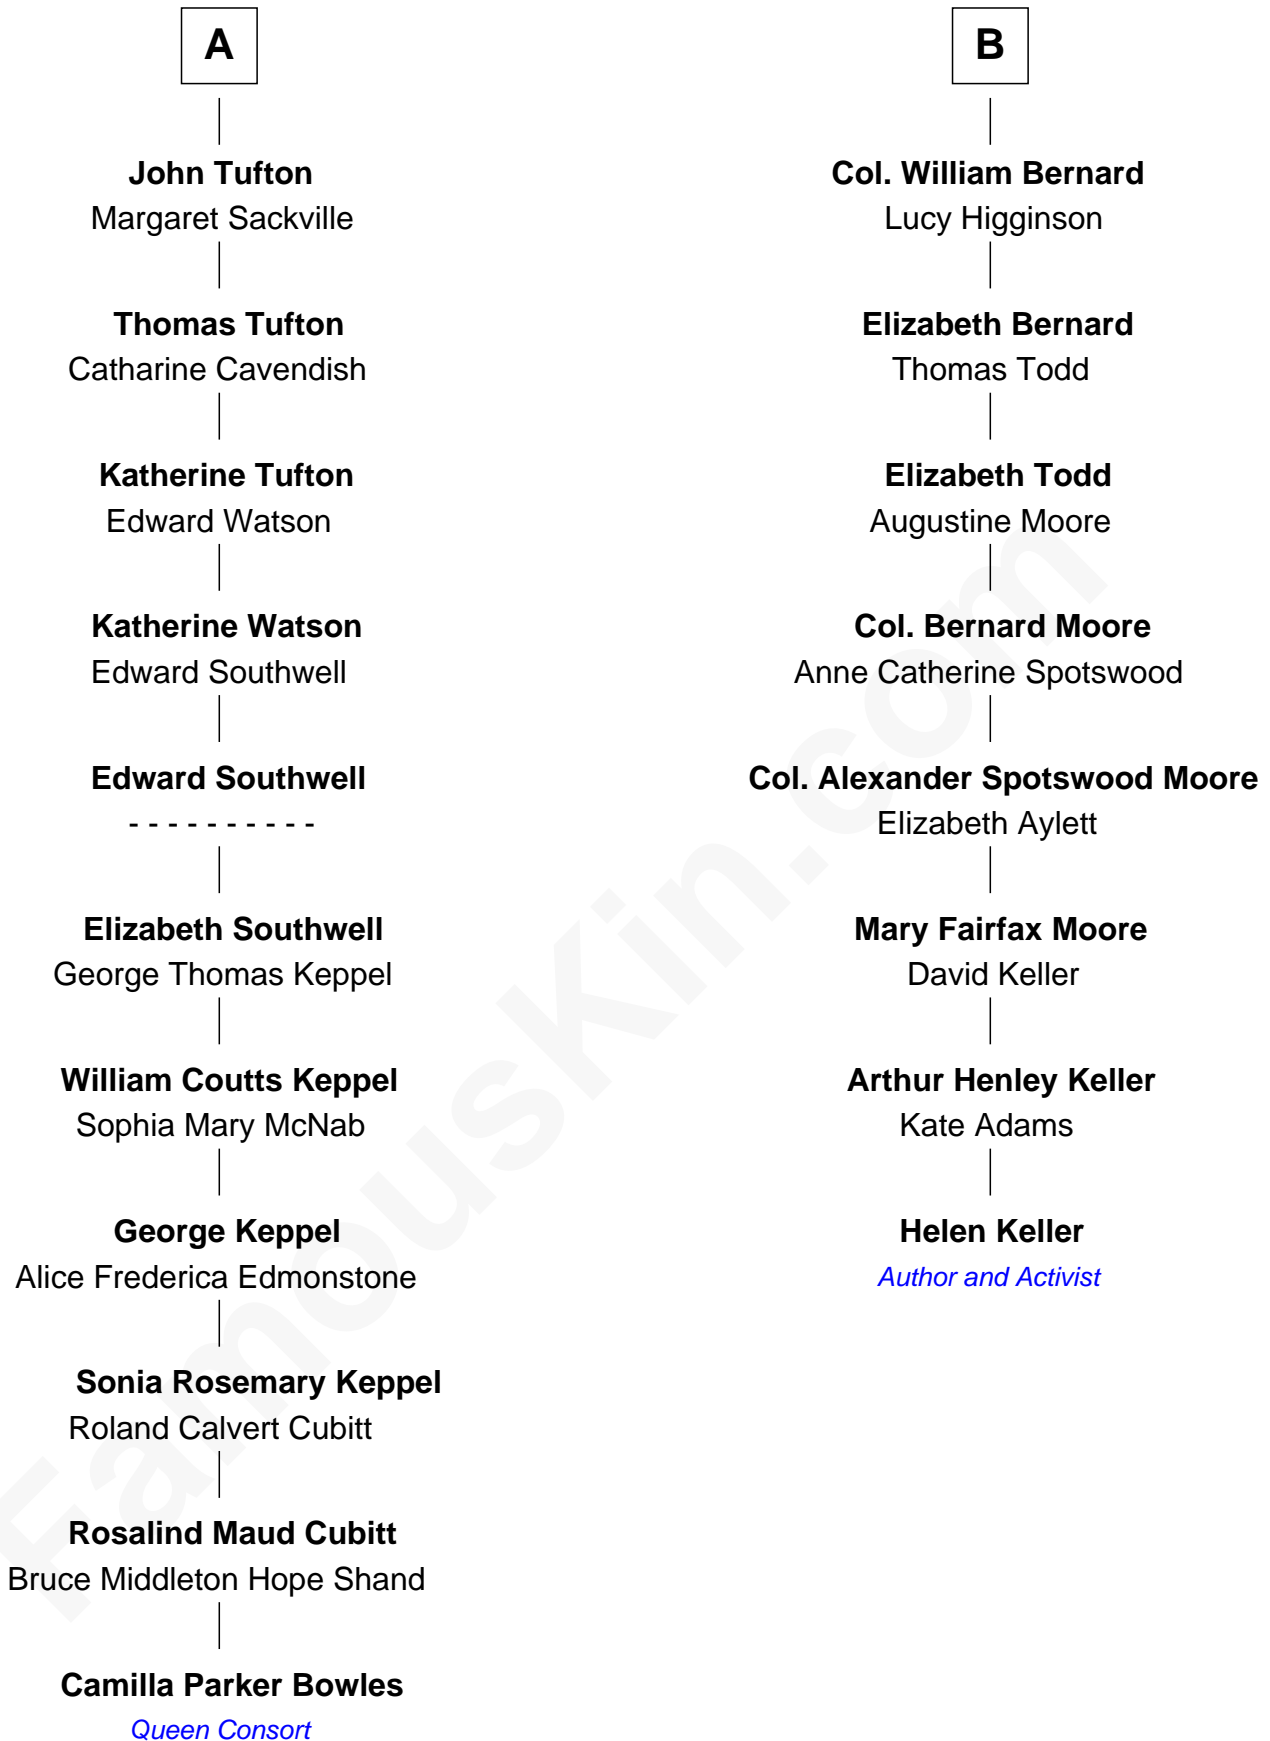 A
John Tufton
Margaret Sackville
Thomas Tufton
Catharine Cavendish
Katherine Tufton
Edward Watson
Katherine Watson
Edward Southwell
Edward Southwell
- - - - - - - - - -
Elizabeth Southwell
George Thomas Keppel
William Coutts Keppel
Sophia Mary McNab
George Keppel
Alice Frederica Edmonstone
Sonia Rosemary Keppel
Roland Calvert Cubitt
Rosalind Maud Cubitt
Bruce Middleton Hope Shand
Camilla Parker Bowles
Queen Consort
B
Col. William Bernard
Lucy Higginson
Elizabeth Bernard
Thomas Todd
Elizabeth Todd
Augustine Moore
Col. Bernard Moore
Anne Catherine Spotswood
Col. Alexander Spotswood Moore
Elizabeth Aylett
Mary Fairfax Moore
David Keller
Arthur Henley Keller
Kate Adams
Helen Keller
Author and Activist
FamousKin.com